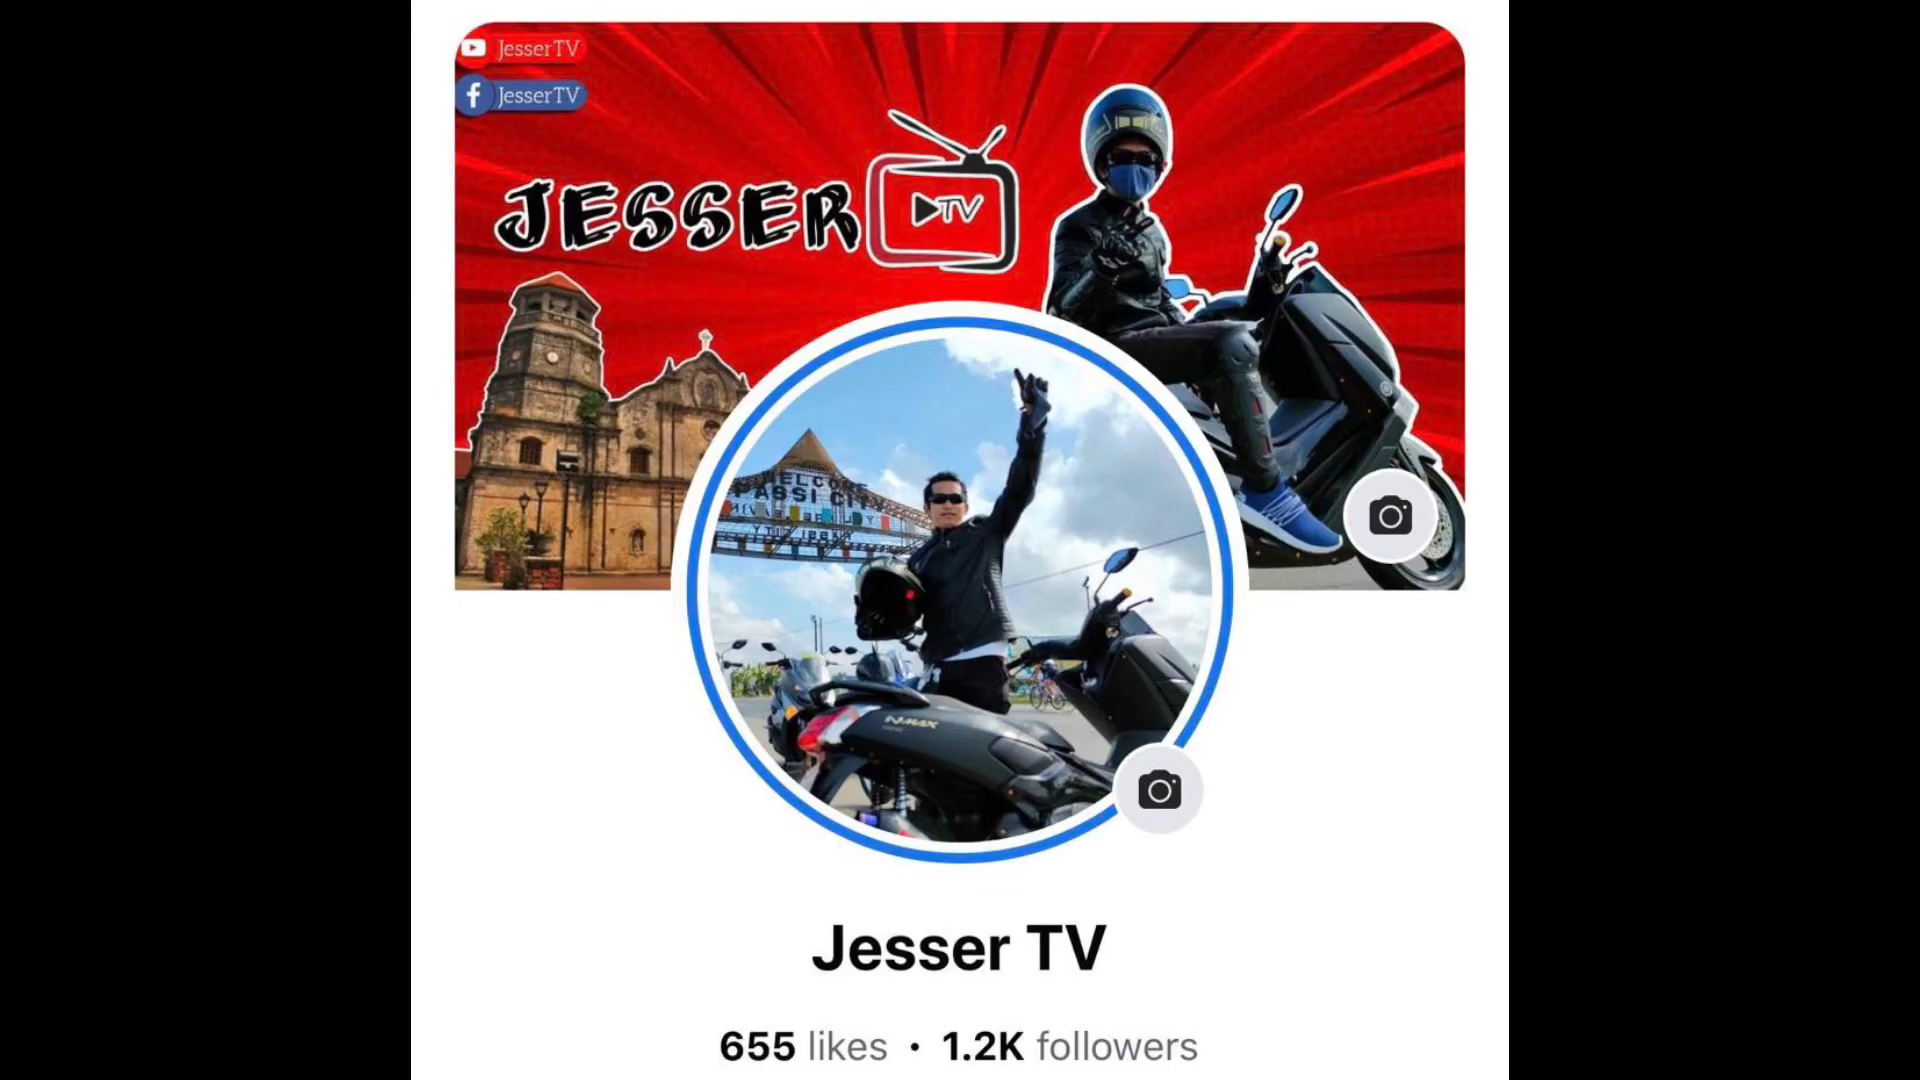 JesserTV
JesserTV
JESSER
TV
WELCOME
PASSI CITY
N-MAX
Jesser TV
655 likes · 1.2K followers